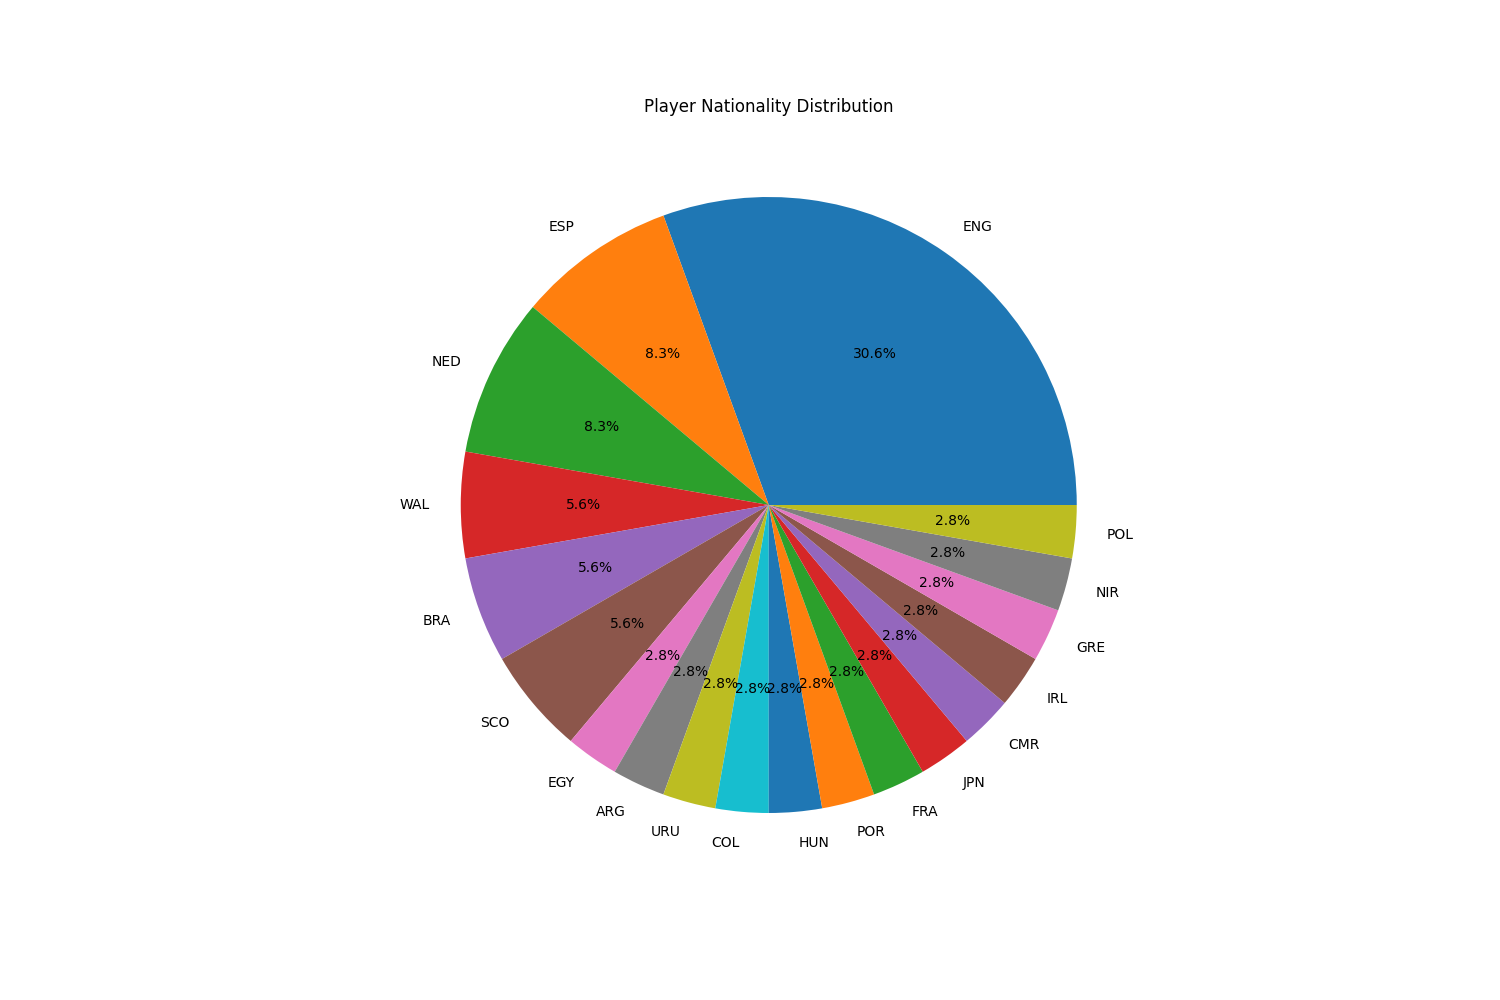 Player Nationality Distribution
ENG
30.6%
ESP
8.3%
NED
8.3%
WAL
5.6%
BRA
5.6%
SCO
5.6%
EGY
2.8%
ARG
2.8%
URU
2.8%
COL
2.8%
HUN
2.8%
POR
2.8%
FRA
2.8%
JPN
2.8%
CMR
2.8%
IRL
2.8%
GRE
2.8%
NIR
2.8%
POL
2.8%